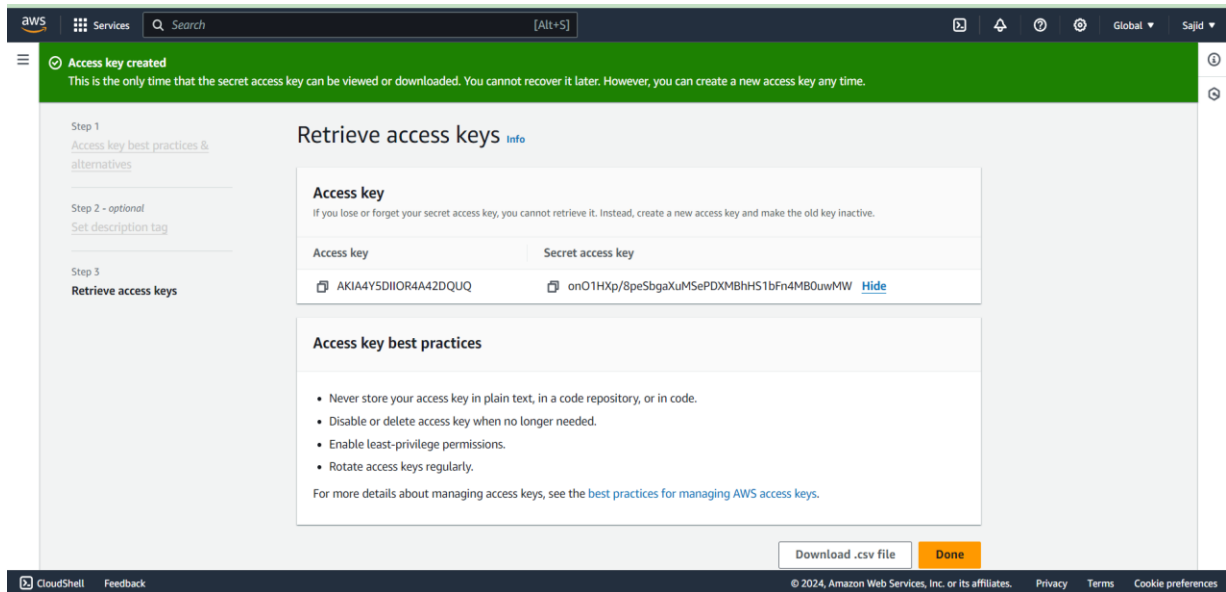 aws
Services
Search
[Alt+S]
Global
Sajid
Access key created
This is the only time that the secret access key can be viewed or downloaded. You cannot recover it later. However, you can create a new access key any time.
Step 1
Access key best practices &
alternatives
Step 2 - optional
Set description tag
Step 3
Retrieve access keys
Retrieve access keys Info
Access key
If you lose or forget your secret access key, you cannot retrieve it. Instead, create a new access key and make the old key inactive.
Access key
Secret access key
AKIA4Y5DIIOR4A42DQUQ
onO1HXp/8peSbgaXuMSePDXMBhHS1bFn4MB0uwMW Hide
Access key best practices
• Never store your access key in plain text, in a code repository, or in code.
• Disable or delete access key when no longer needed.
• Enable least-privilege permissions.
• Rotate access keys regularly.
For more details about managing access keys, see the best practices for managing AWS access keys.
Download .csv file
Done
CloudShell
Feedback
© 2024, Amazon Web Services, Inc. or its affiliates.
Privacy
Terms
Cookie preferences